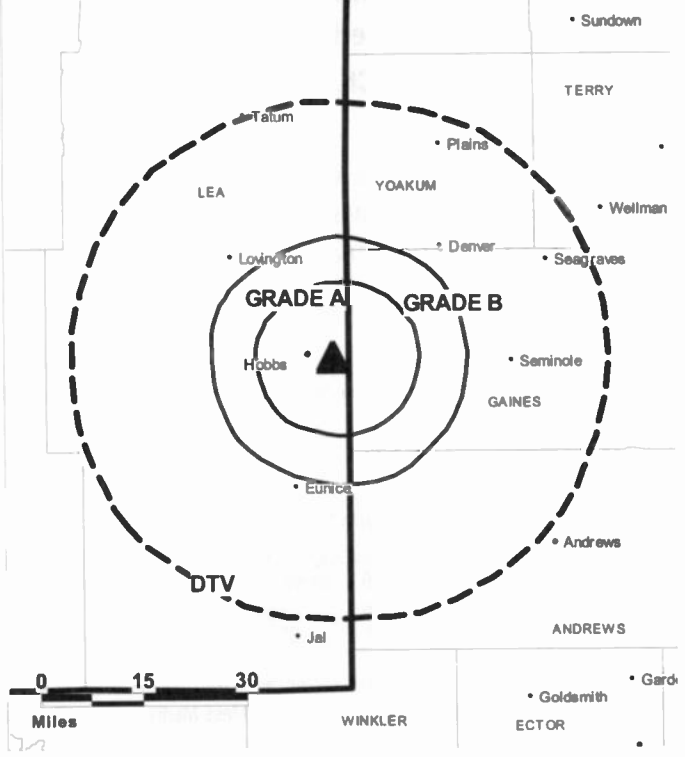 Sundown
TERRY
Tatum
Plains
LEA
YOAKUM
Wellman
Denver
Lovington
Seagraves
GRADE A
GRADE B
Hobbs
Seminole
GAINES
Eunice
Andrews
DTV
ANDREWS
Jal
0 15 30
Gard
Goldsmith
Miles
WINKLER
ECTOR